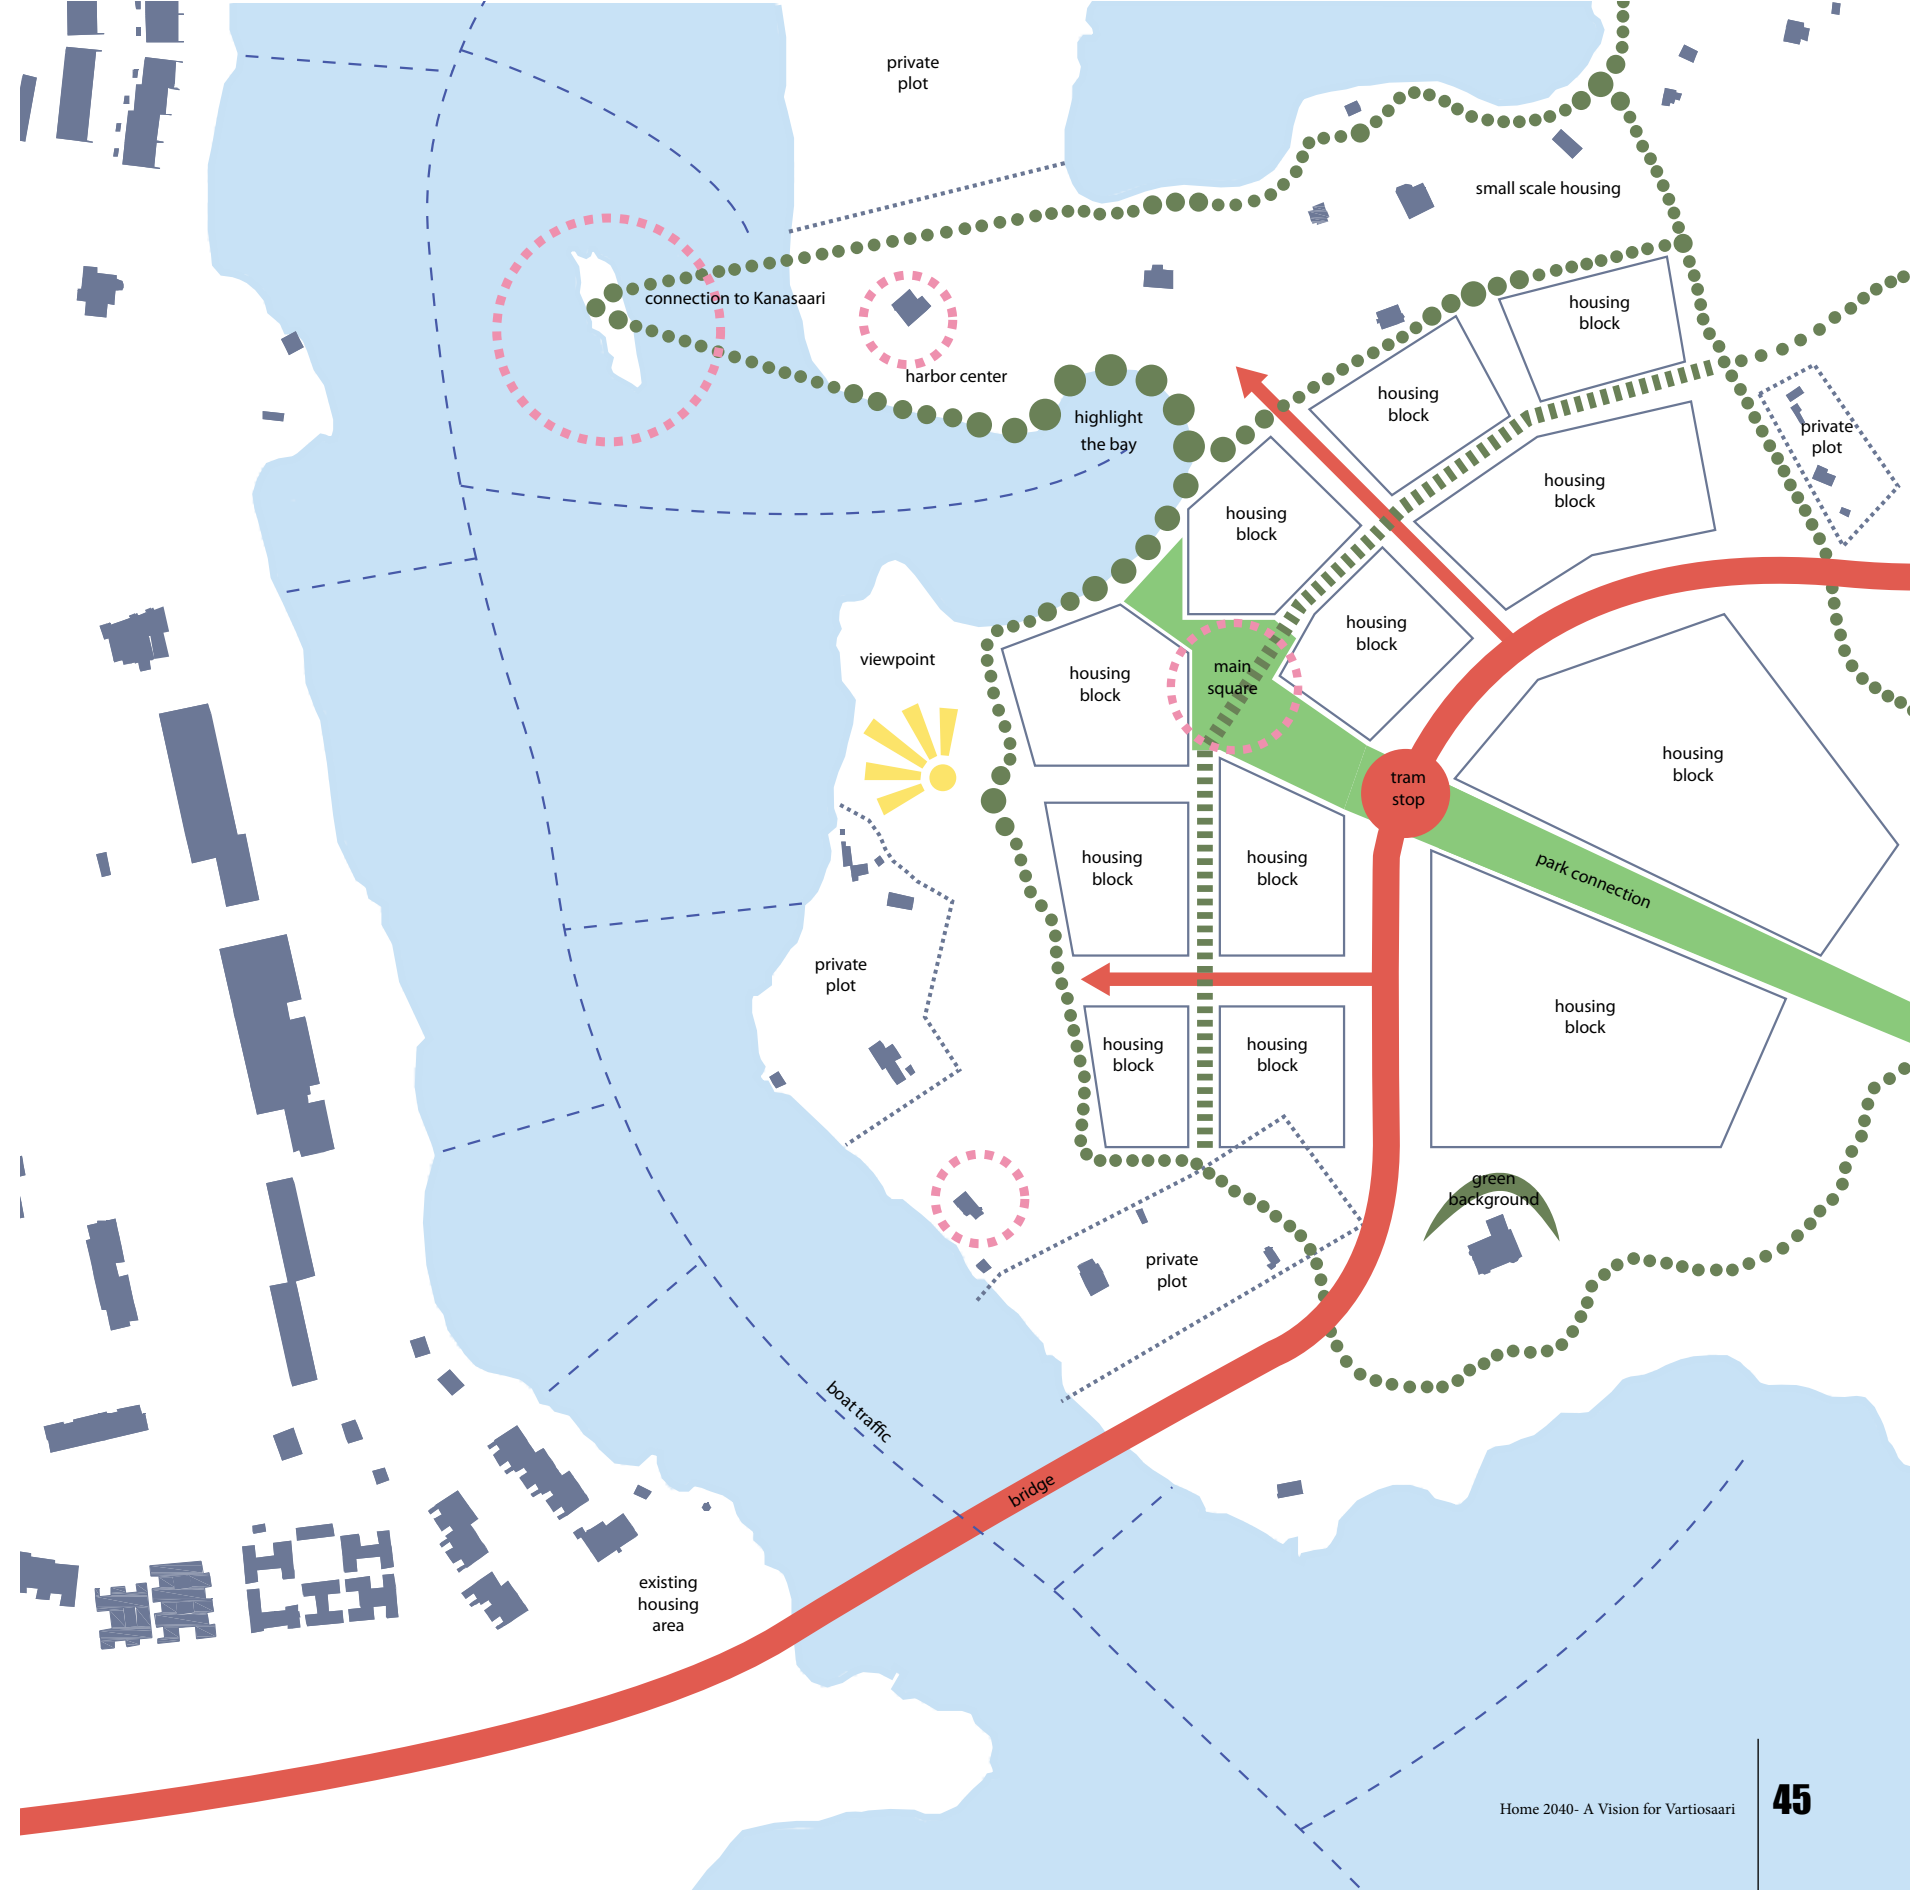 private
plot
small scale housing
connection to Kanasaari
housing
block
harbor center
housing
block
highlight
the bay
private
plot
housing
block
housing
block
housing
block
viewpoint
main
square
housing
block
housing
block
tram
stop
housing
block
housing
block
park connection
private
plot
housing
block
housing
block
housing
block
green
background
private
plot
boat traffic
bridge
existing
housing
area
Home 2040- A Vision for Vartiosaari
45